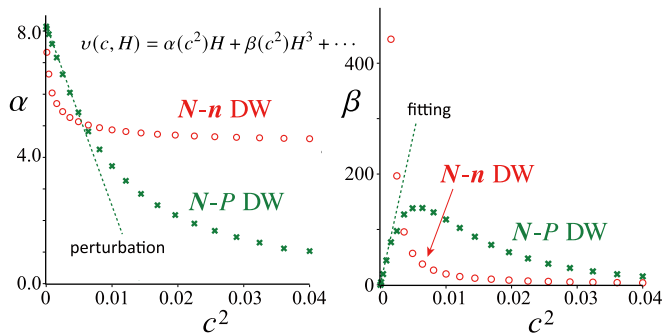 υ(c, H) = α(c²)H + β(c²)H³ + ···
8.0
α
4.0
0.0
N-n DW
N-P DW
perturbation
0 0.01 0.02 0.03 0.04
c²
β
400
200
0
fitting
N-n DW
N-P DW
0 0.01 0.02 0.03 0.04
c²